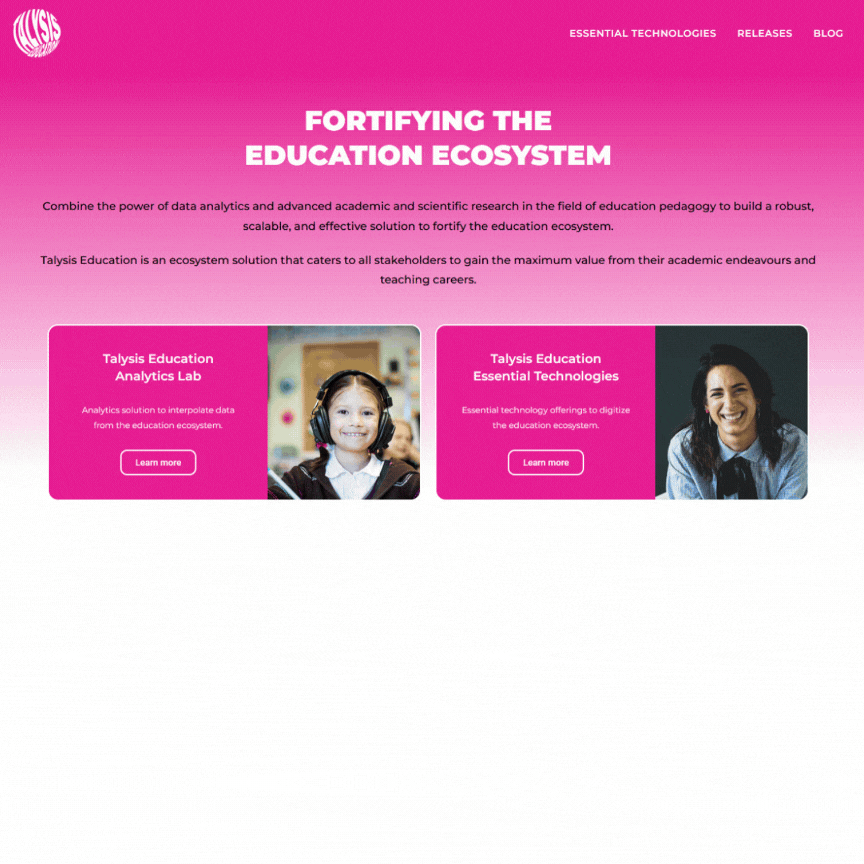 TALYSIS
EDUCATION
ESSENTIAL TECHNOLOGIES RELEASES BLOG
FORTIFYING THE
EDUCATION ECOSYSTEM
Combine the power of data analytics and advanced academic and scientific research in the field of education pedagogy to build a robust,
scalable, and effective solution to fortify the education ecosystem.
Talysis Education is an ecosystem solution that caters to all stakeholders to gain the maximum value from their academic endeavours and
teaching careers.
Talysis Education
Analytics Lab
Analytics solution to interpolate data
from the education ecosystem.
Learn more
Talysis Education
Essential Technologies
Essential technology offerings to digitize
the education ecosystem.
Learn more